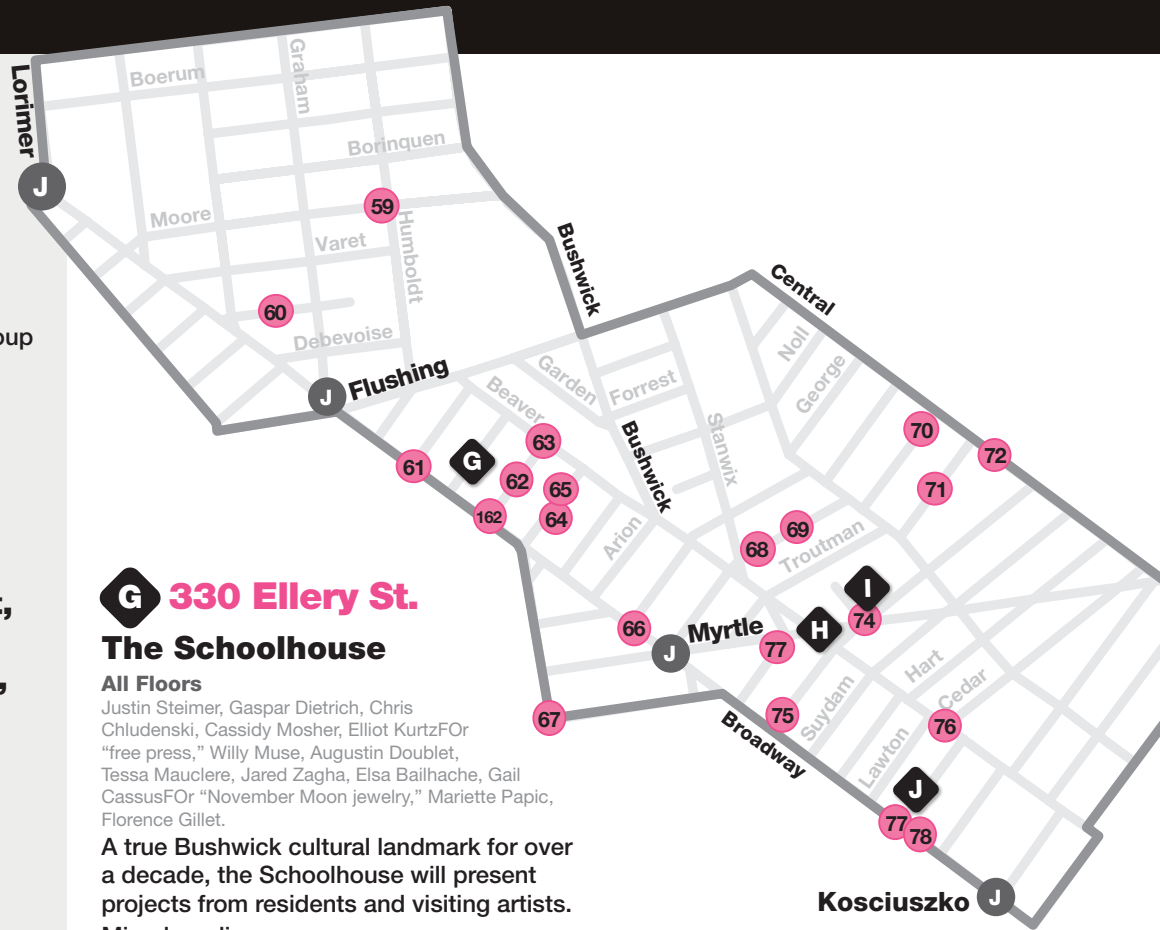 Lorimer
J
Boerum
Graham
Borinquen
59
Moore
Varet
Humboldt
60
Debevoise
oup
J
Flushing
Bushwick
Central
Noll
George
Garden
Forrest
Beaver
Bushwick
Stanwix
70
72
63
61
G
62
65
71
162
64
Arion
69
68
Troutman
I
74
H
66
J
Myrtle
77
Hart
Cedar
67
75
Suydam
76
Broadway
Lawton
J
77
78
Kosciuszko
J
t,
,
G
330 Ellery St.
The Schoolhouse
All Floors
Justin Steimer, Gaspar Dietrich, Chris
Chludenski, Cassidy Mosher, Elliot KurtzFOr
“free press,” Willy Muse, Augustin Doublet,
Tessa Mauclere, Jared Zagha, Elsa Bailhache, Gail
CassusFOr “November Moon jewelry,” Mariette Papic,
Florence Gillet.
A true Bushwick cultural landmark for over
a decade, the Schoolhouse will present
projects from residents and visiting artists.